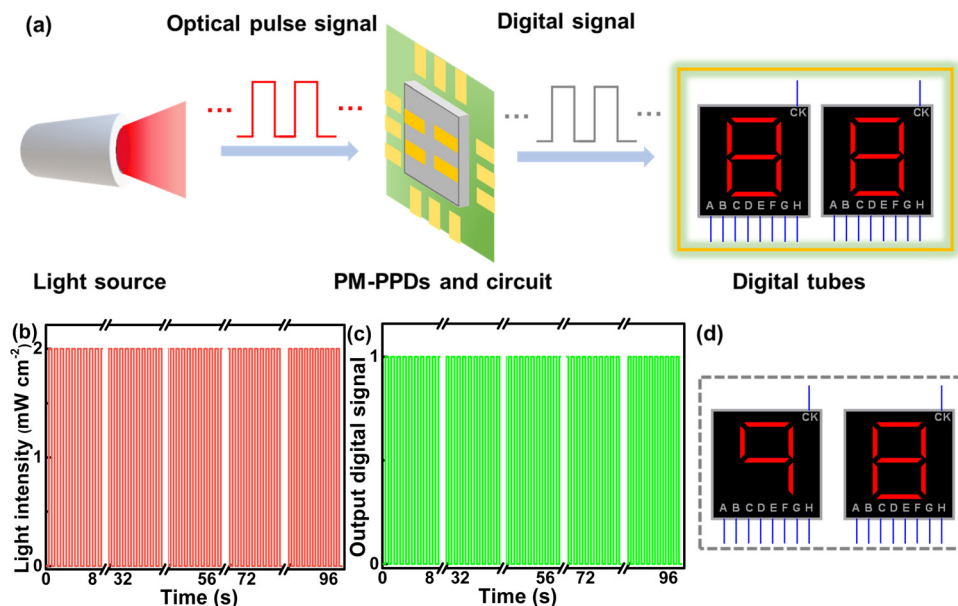 (a)
Optical pulse signal
Digital signal
CK
CK
A B C D E F G H
A B C D E F G H
Light source
PM-PPDs and circuit
Digital tubes
(b)
Light intensity (mW cm-2)
2
1
0
0 8 32 56 72 96
Time (s)
(c)
Output digital signal
1
0
0 8 32 56 72 96
Time (s)
(d)
CK
CK
A B C D E F G H
A B C D E F G H